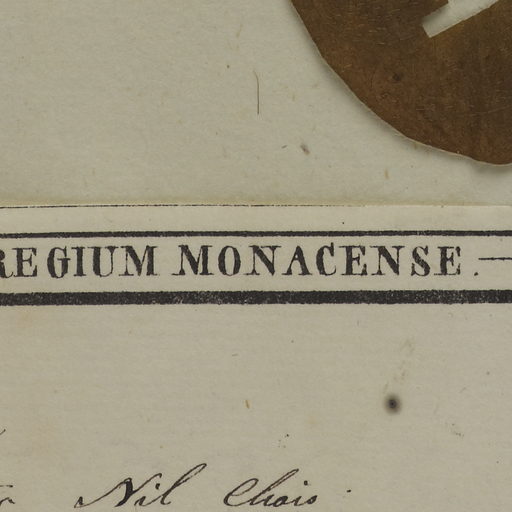 REGIUM MONACENSE.
Nil Chois